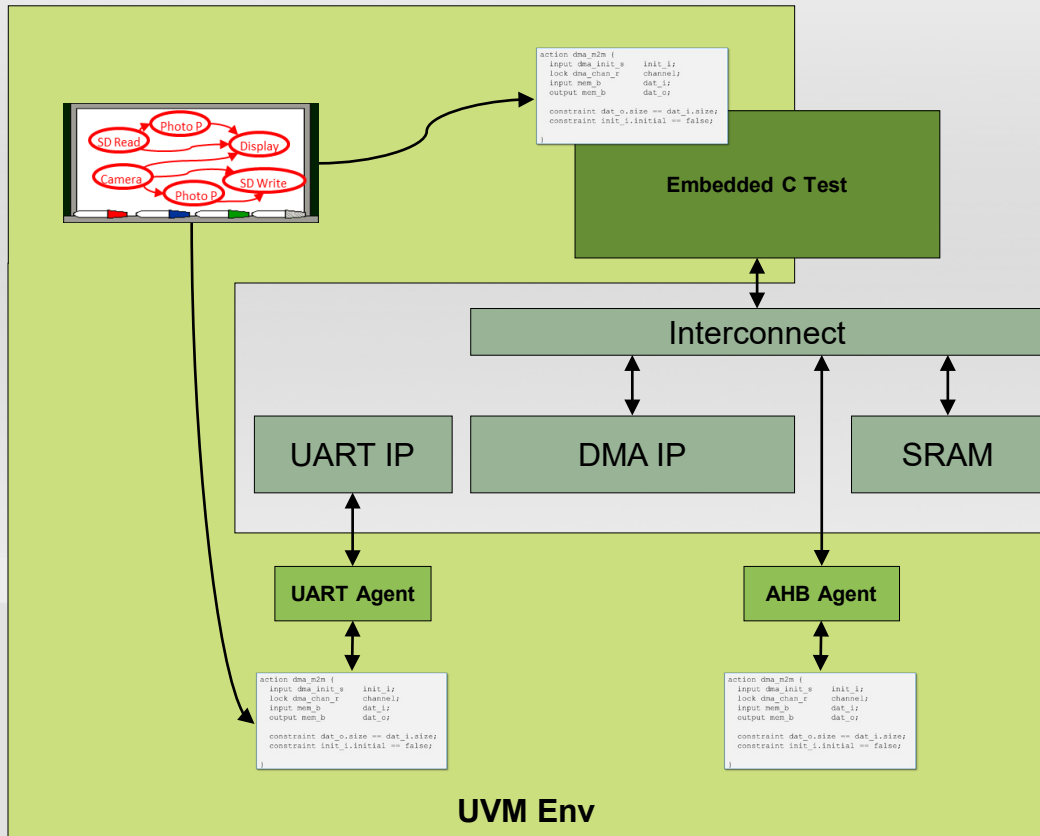 action dma_m2m {
input dma_init_s init_i;
lock dma_chan_r channel;
input mem_b dat_i;
output mem_b dat_o;
constraint dat_o.size == dat_i.size;
constraint init_i.initial == false;
}
Photo P
SD Read
Display
Camera
SD Write
Photo P
Embedded C Test
Interconnect
UART IP
DMA IP
SRAM
UART Agent
AHB Agent
action dma_m2m {
input dma_init_s init_i;
lock dma_chan_r channel;
input mem_b dat_i;
output mem_b dat_o;
constraint dat_o.size == dat_i.size;
constraint init_i.initial == false;
}
action dma_m2m {
input dma_init_s init_i;
lock dma_chan_r channel;
input mem_b dat_i;
output mem_b dat_o;
constraint dat_o.size == dat_i.size;
constraint init_i.initial == false;
}
UVM Env